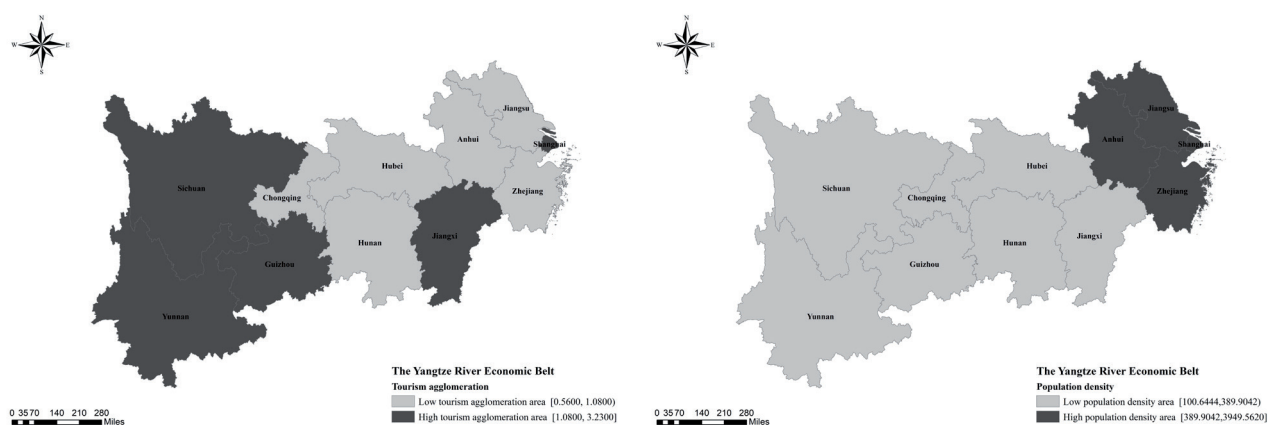 N
W E
S
Jiangsu
Anhui
Shanghai
Hubei
Zhejiang
Sichuan
Chongqing
Hunan
Jiangxi
Guizhou
Yunnan
The Yangtze River Economic Belt
Tourism agglomeration
Low tourism agglomeration area [0.5600, 1.0800)
High tourism agglomeration area [1.0800, 3.2300]
0 35 70 140 210 280
Miles
N
W E
S
Jiangsu
Anhui
Shanghai
Hubei
Zhejiang
Sichuan
Chongqing
Jiangxi
Hunan
Guizhou
Yunnan
The Yangtze River Economic Belt
Population density
Low population density area [100.6444,389.9042)
High population density area [389.9042,3949.5620]
0 35 70 140 210 280
Miles